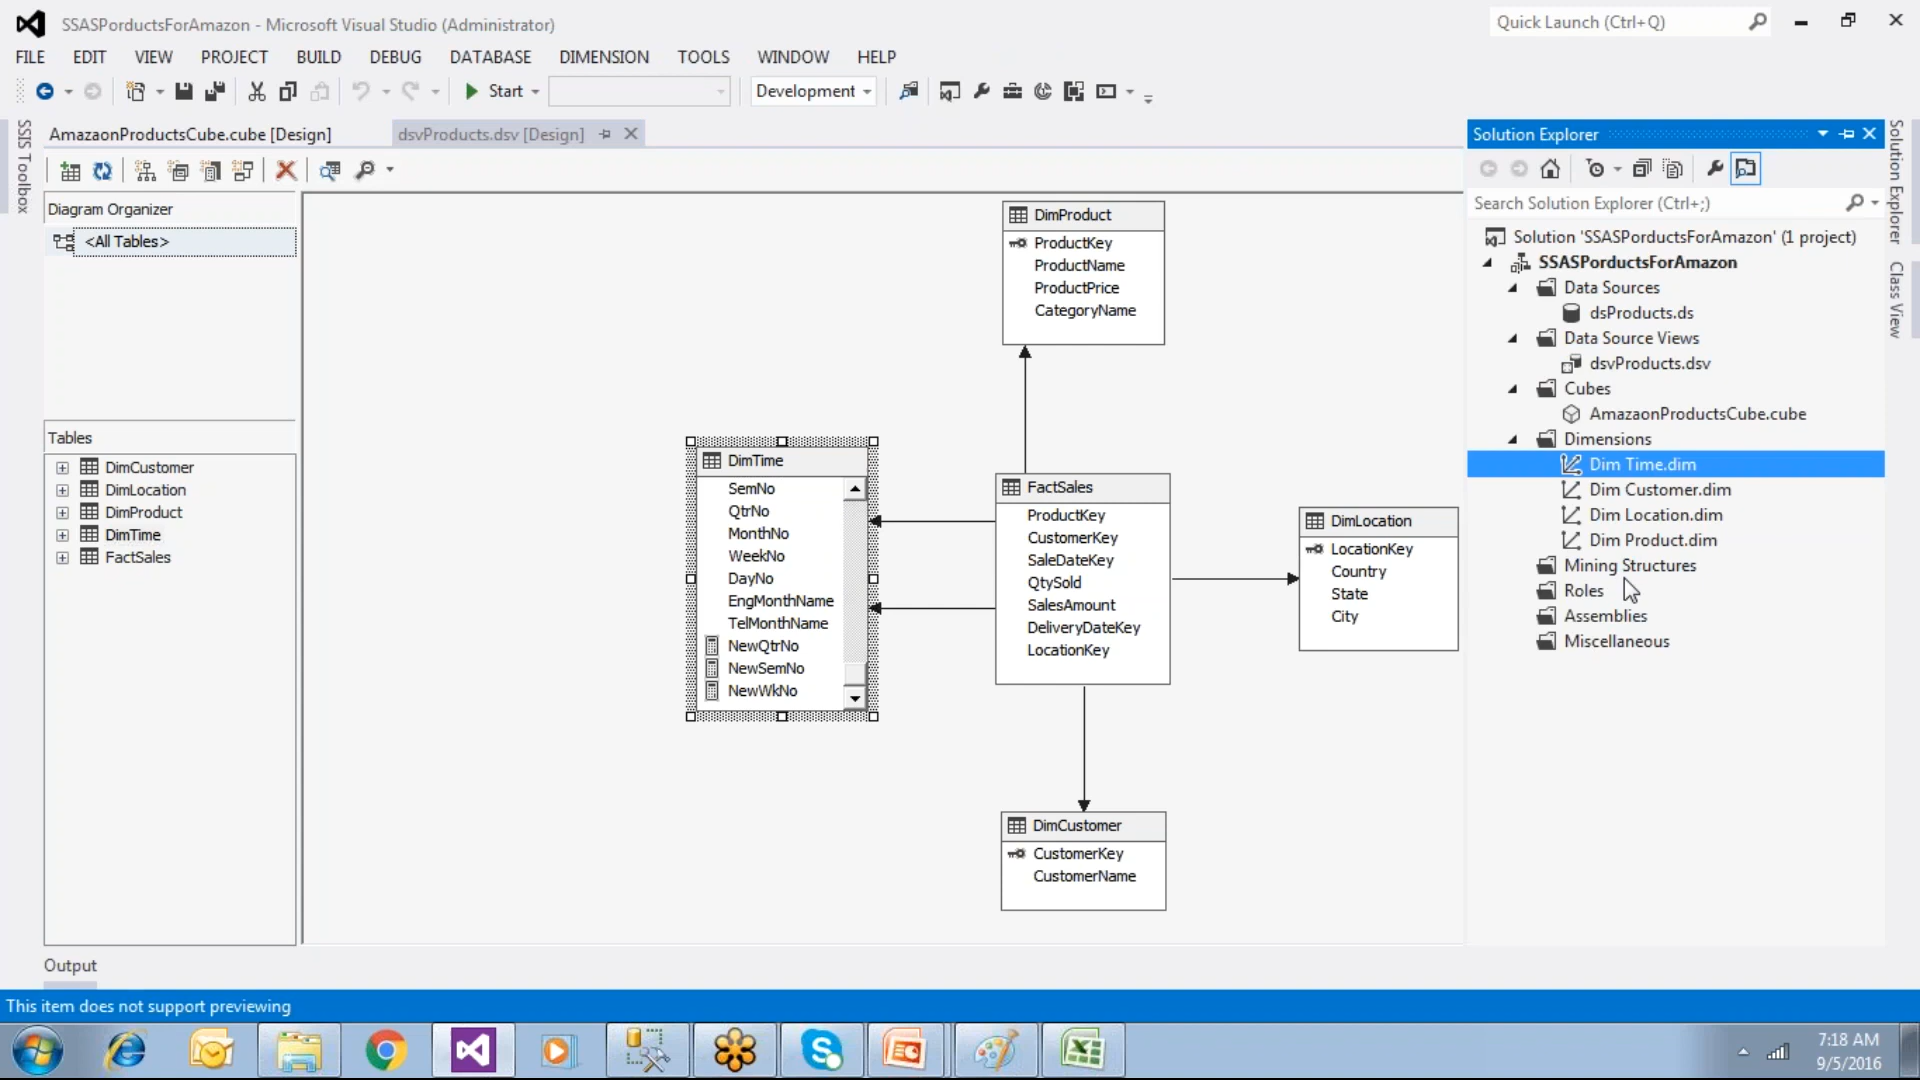 SSASPorductsForAmazon - Microsoft Visual Studio (Administrator)
Quick Launch (Ctrl+Q)
FILE EDIT VIEW PROJECT BUILD DEBUG DATABASE DIMENSION TOOLS WINDOW HELP
Start
Development
SSIS Toolbox
AmazaonProductsCube.cube [Design]
dsvProducts.dsv [Design]
Diagram Organizer
<All Tables>
Tables
DimCustomer
DimLocation
DimProduct
DimTime
FactSales
DimProduct
ProductKey
ProductName
ProductPrice
CategoryName
DimTime
SemNo
QtrNo
MonthNo
WeekNo
DayNo
EngMonthName
TelMonthName
NewQtrNo
NewSemNo
NewWkNo
FactSales
ProductKey
CustomerKey
SaleDateKey
QtySold
SalesAmount
DeliveryDateKey
LocationKey
DimLocation
LocationKey
Country
State
City
DimCustomer
CustomerKey
CustomerName
Solution Explorer
Search Solution Explorer (Ctrl+;)
Solution 'SSASPorductsForAmazon' (1 project)
SSASPorductsForAmazon
Data Sources
dsProducts.ds
Data Source Views
dsvProducts.dsv
Cubes
AmazaonProductsCube.cube
Dimensions
Dim Time.dim
Dim Customer.dim
Dim Location.dim
Dim Product.dim
Mining Structures
Roles
Assemblies
Miscellaneous
Solution Explorer
Class View
Output
This item does not support previewing
7:18 AM
9/5/2016